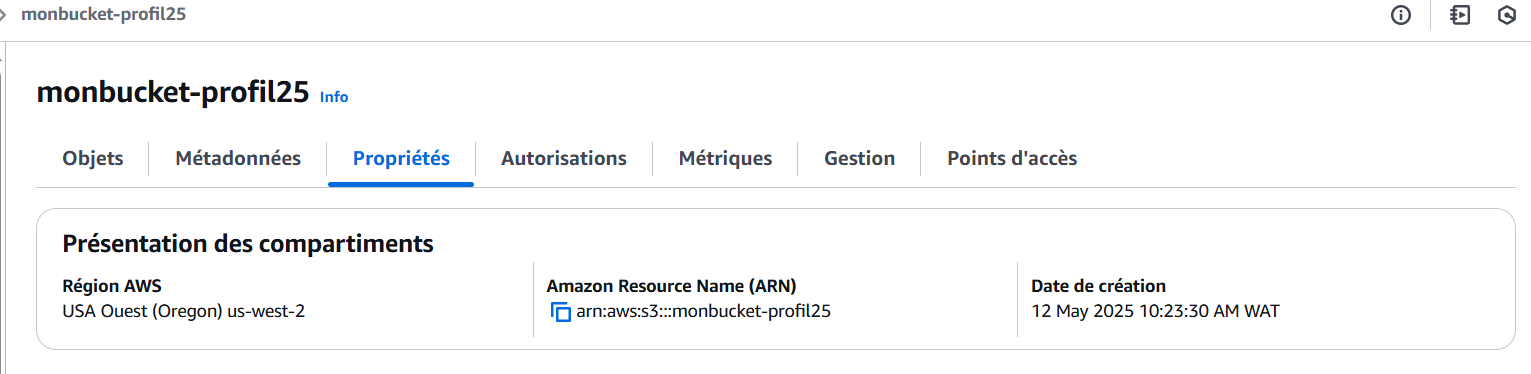 monbucket-profil25
monbucket-profil25 Info
Objets Métadonnées Propriétés Autorisations Métriques Gestion Points d'accès
Présentation des compartiments
Région AWS Amazon Resource Name (ARN) Date de création
USA Ouest (Oregon) us-west-2 arn:aws:s3:::monbucket-profil25 12 May 2025 10:23:30 AM WAT